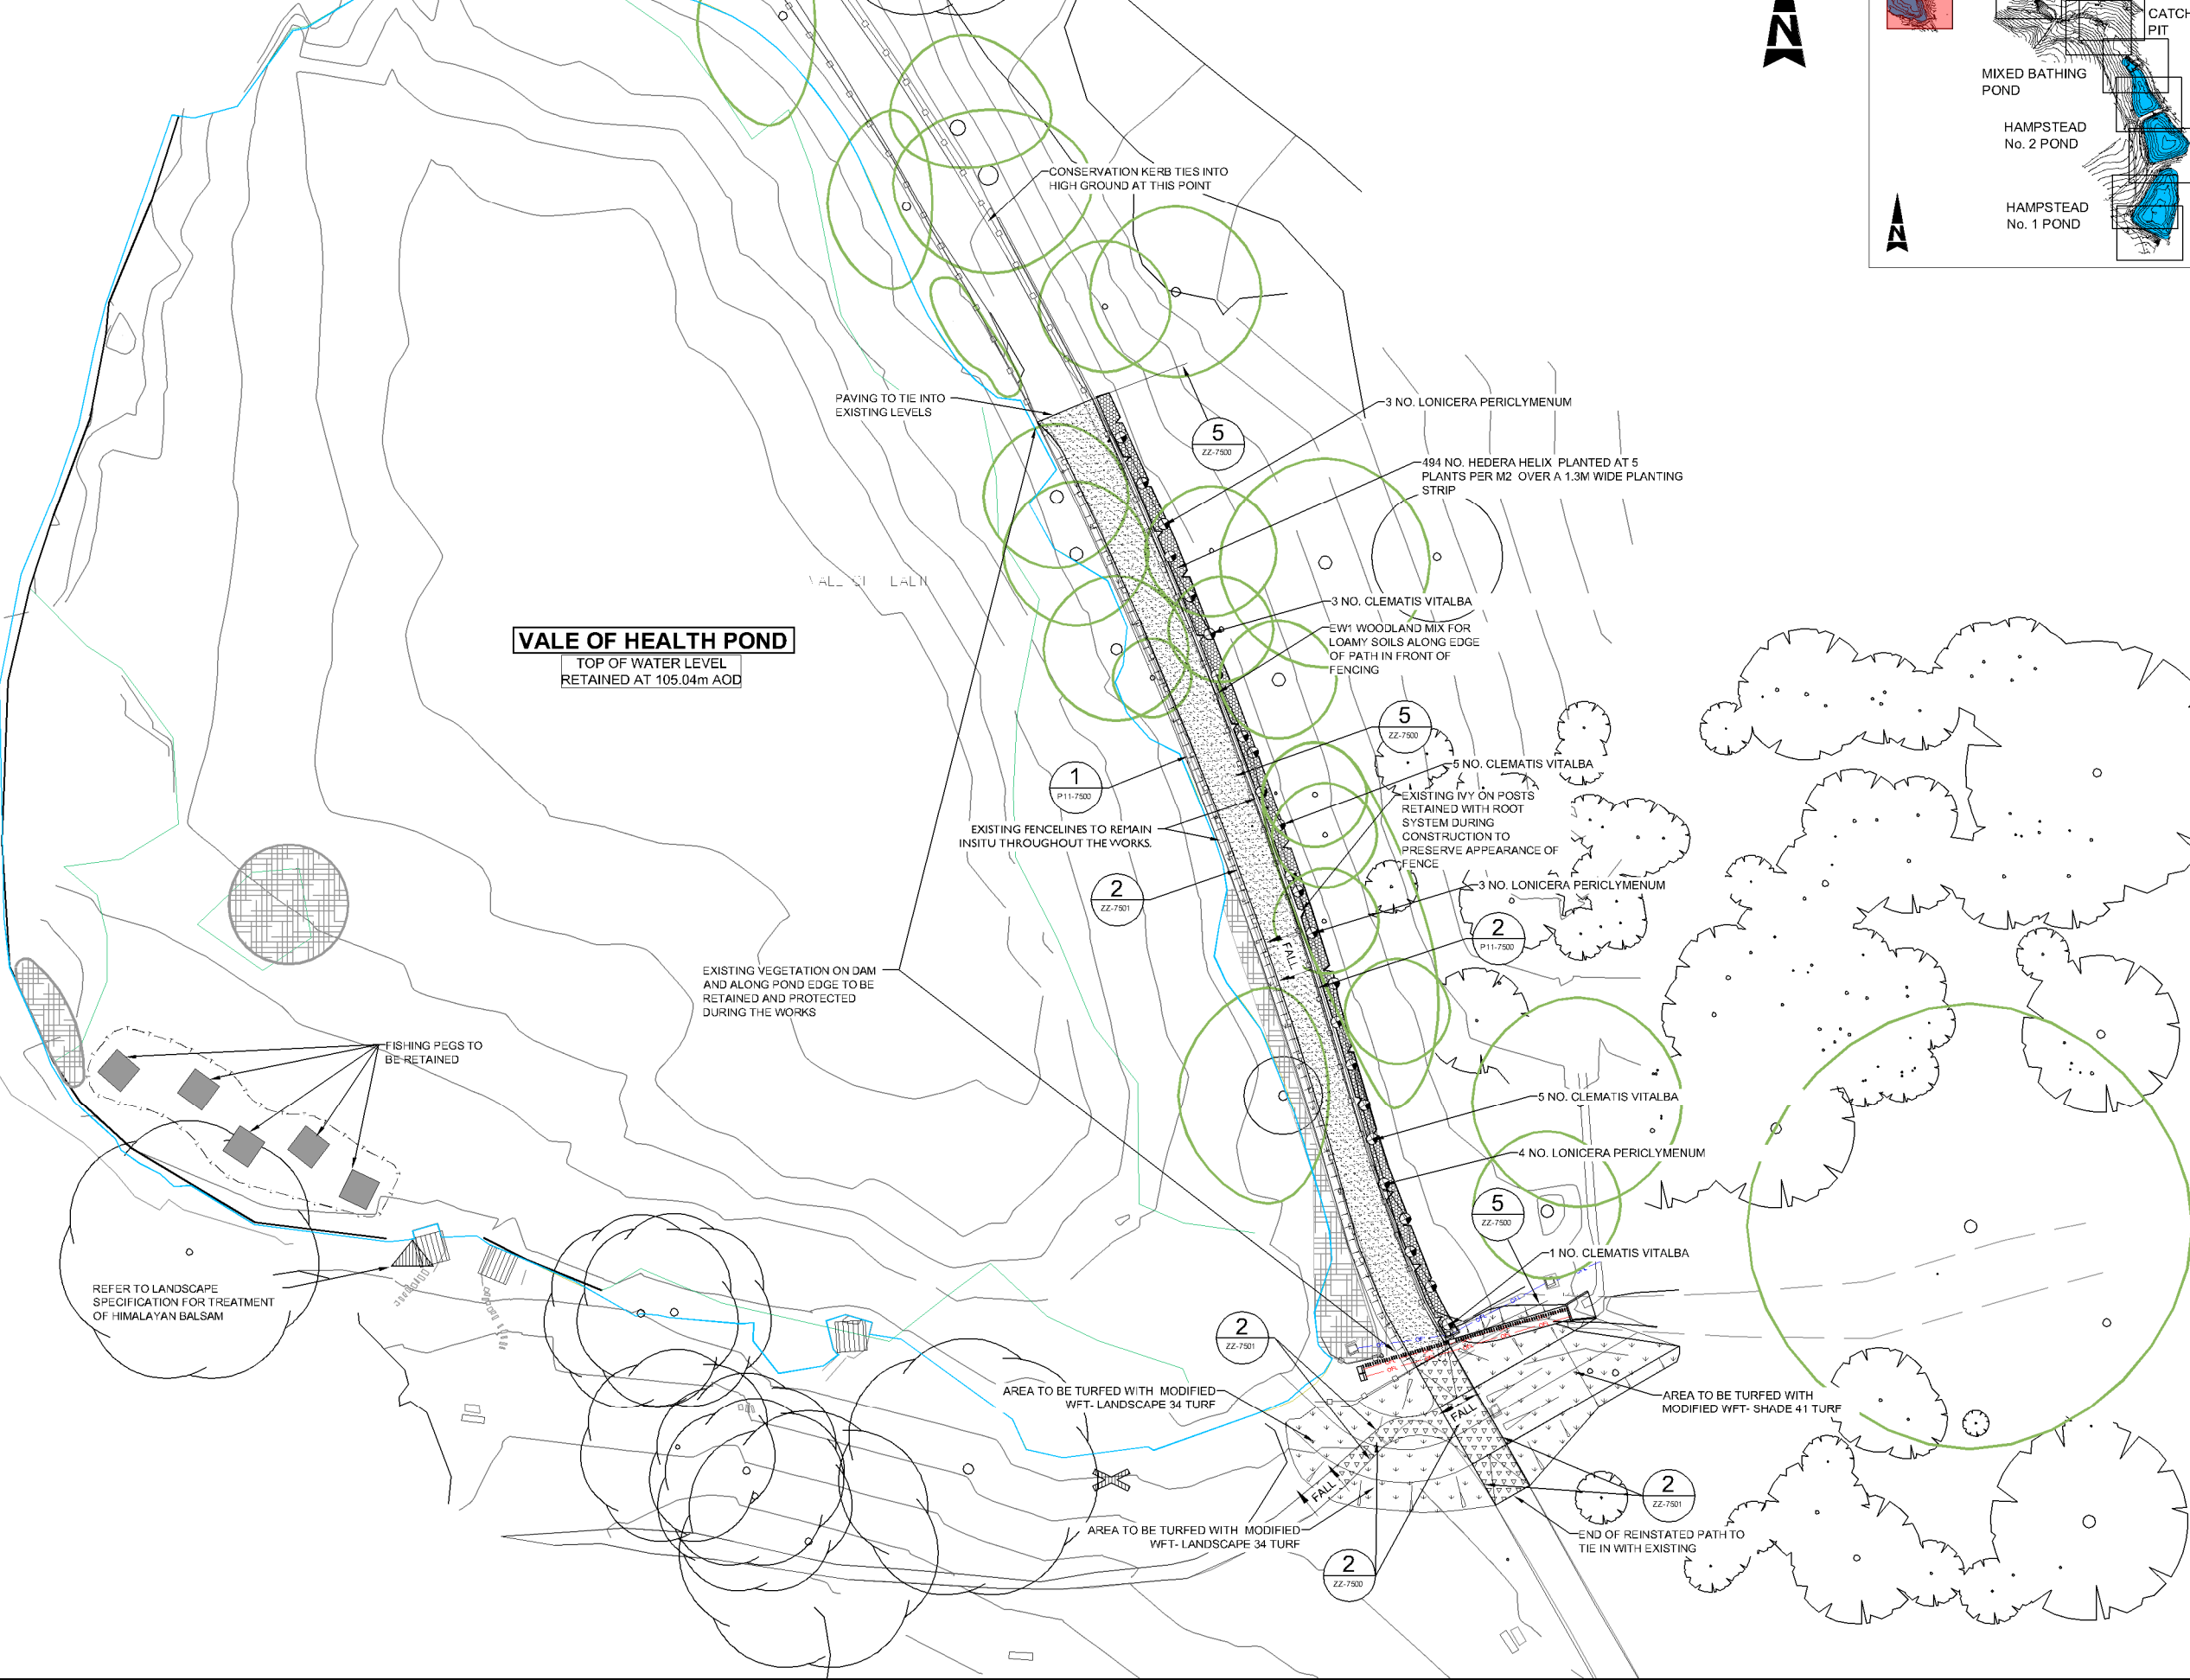 N
CATCH
PIT
MIXED BATHING
POND
HAMPSTEAD
No. 2 POND
HAMPSTEAD
No. 1 POND
N
CONSERVATION KERB TIES INTO
HIGH GROUND AT THIS POINT
PAVING TO TIE INTO
EXISTING LEVELS
3 NO. LONICERA PERICLYMENUM
5
ZZ-7500
494 NO. HEDERA HELIX PLANTED AT 5
PLANTS PER M2 OVER A 1.3M WIDE PLANTING
STRIP
3 NO. CLEMATIS VITALBA
EW1 WOODLAND MIX FOR
LOAMY SOILS ALONG EDGE
OF PATH IN FRONT OF
FENCING
VALE OF HEALTH POND
TOP OF WATER LEVEL
RETAINED AT 105.04m AOD
5
ZZ-7500
5 NO. CLEMATIS VITALBA
1
P11-7500
EXISTING IVY ON POSTS
RETAINED WITH ROOT
SYSTEM DURING
CONSTRUCTION TO
PRESERVE APPEARANCE OF
FENCE
EXISTING FENCELINES TO REMAIN
INSITU THROUGHOUT THE WORKS.
2
ZZ-7501
3 NO. LONICERA PERICLYMENUM
2
P11-7500
FALL
EXISTING VEGETATION ON DAM
AND ALONG POND EDGE TO BE
RETAINED AND PROTECTED
DURING THE WORKS
FISHING PEGS TO
BE RETAINED
5 NO. CLEMATIS VITALBA
4 NO. LONICERA PERICLYMENUM
5
ZZ-7500
1 NO. CLEMATIS VITALBA
REFER TO LANDSCAPE
SPECIFICATION FOR TREATMENT
OF HIMALAYAN BALSAM
2
ZZ-7501
AREA TO BE TURFED WITH MODIFIED
WFT- LANDSCAPE 34 TURF
AREA TO BE TURFED WITH
MODIFIED WFT- SHADE 41 TURF
FALL
FALL
2
ZZ-7501
AREA TO BE TURFED WITH MODIFIED
WFT- LANDSCAPE 34 TURF
END OF REINSTATED PATH TO
TIE IN WITH EXISTING
2
ZZ-7500